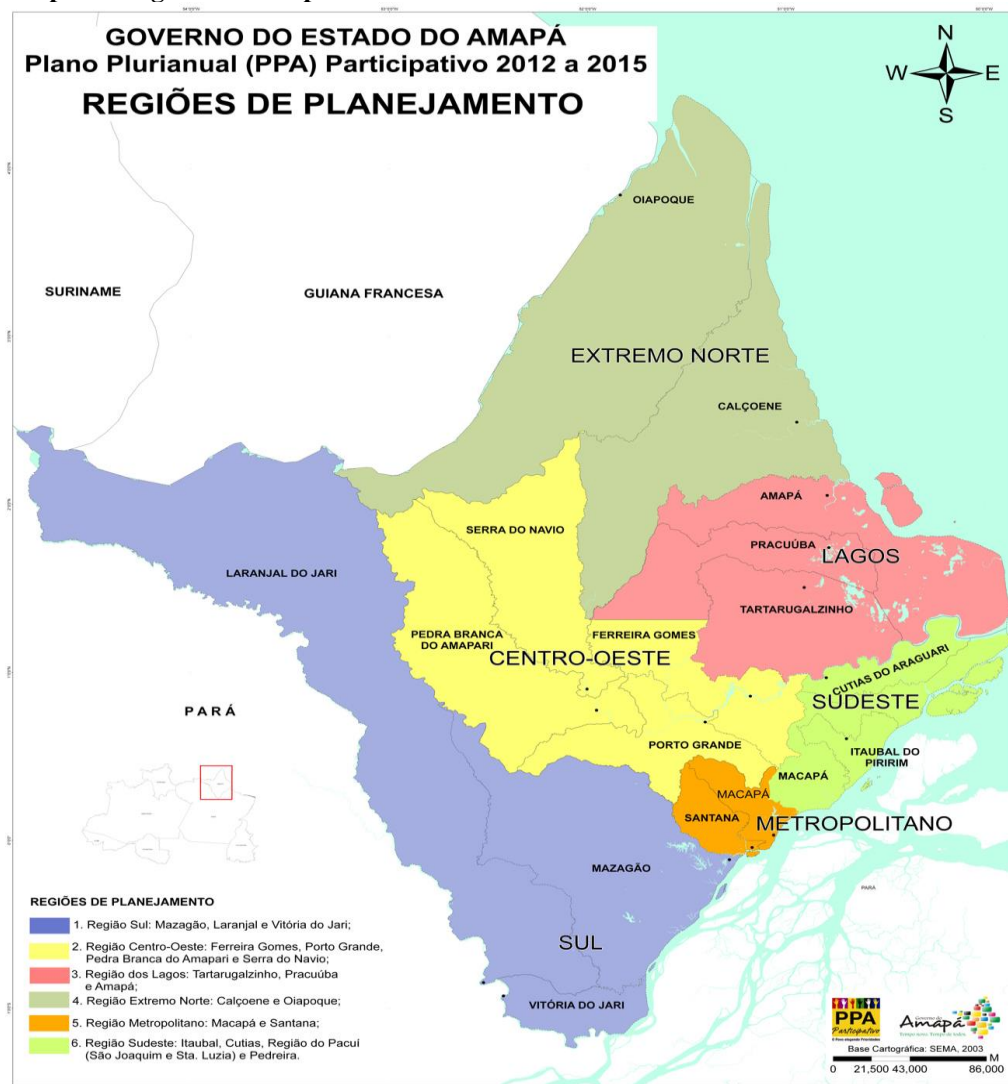 GOVERNO DO ESTADO DO AMAPÁ
Plano Plurianual (PPA) Participativo 2012 a 2015
REGIÕES DE PLANEJAMENTO
N
W E
S
OIAPOQUE
SURINAME
GUIANA FRANCESA
EXTREMO NORTE
CALÇOENE
AMAPÁ
SERRA DO NAVIO
PRACUÚBA
LAGOS
LARANJAL DO JARI
TARTARUGALZINHO
PEDRA BRANCA
DO AMAPARI
FERREIRA GOMES
CENTRO-OESTE
CUTIAS DO ARAGUARI
SUDESTE
PARÁ
PORTO GRANDE
ITAUBAL DO
PIRIRIM
MACAPÁ
MACAPÁ
SANTANA
METROPOLITANO
MAZAGÃO
PARÁ
SUL
VITÓRIA DO JARI
REGIÕES DE PLANEJAMENTO
1. Região Sul: Mazagão, Laranjal e Vitória do Jari;
2. Região Centro-Oeste: Ferreira Gomes, Porto Grande,
Pedra Branca do Amapari e Serra do Navio;
3. Região dos Lagos: Tartarugalzinho, Pracuúba
e Amapá;
4. Região Extremo Norte: Calçoene e Oiapoque;
5. Região Metropolitano: Macapá e Santana;
6. Região Sudeste: Itaubal, Cutias, Região do Pacuí
(São Joaquim e Sta. Luzia) e Pedreira.
PPA
Participativo
O Povo elegendo Prioridades
Governo do
Amapá
Base Cartográfica: SEMA, 2003
M
0 21,500 43,000 86,000